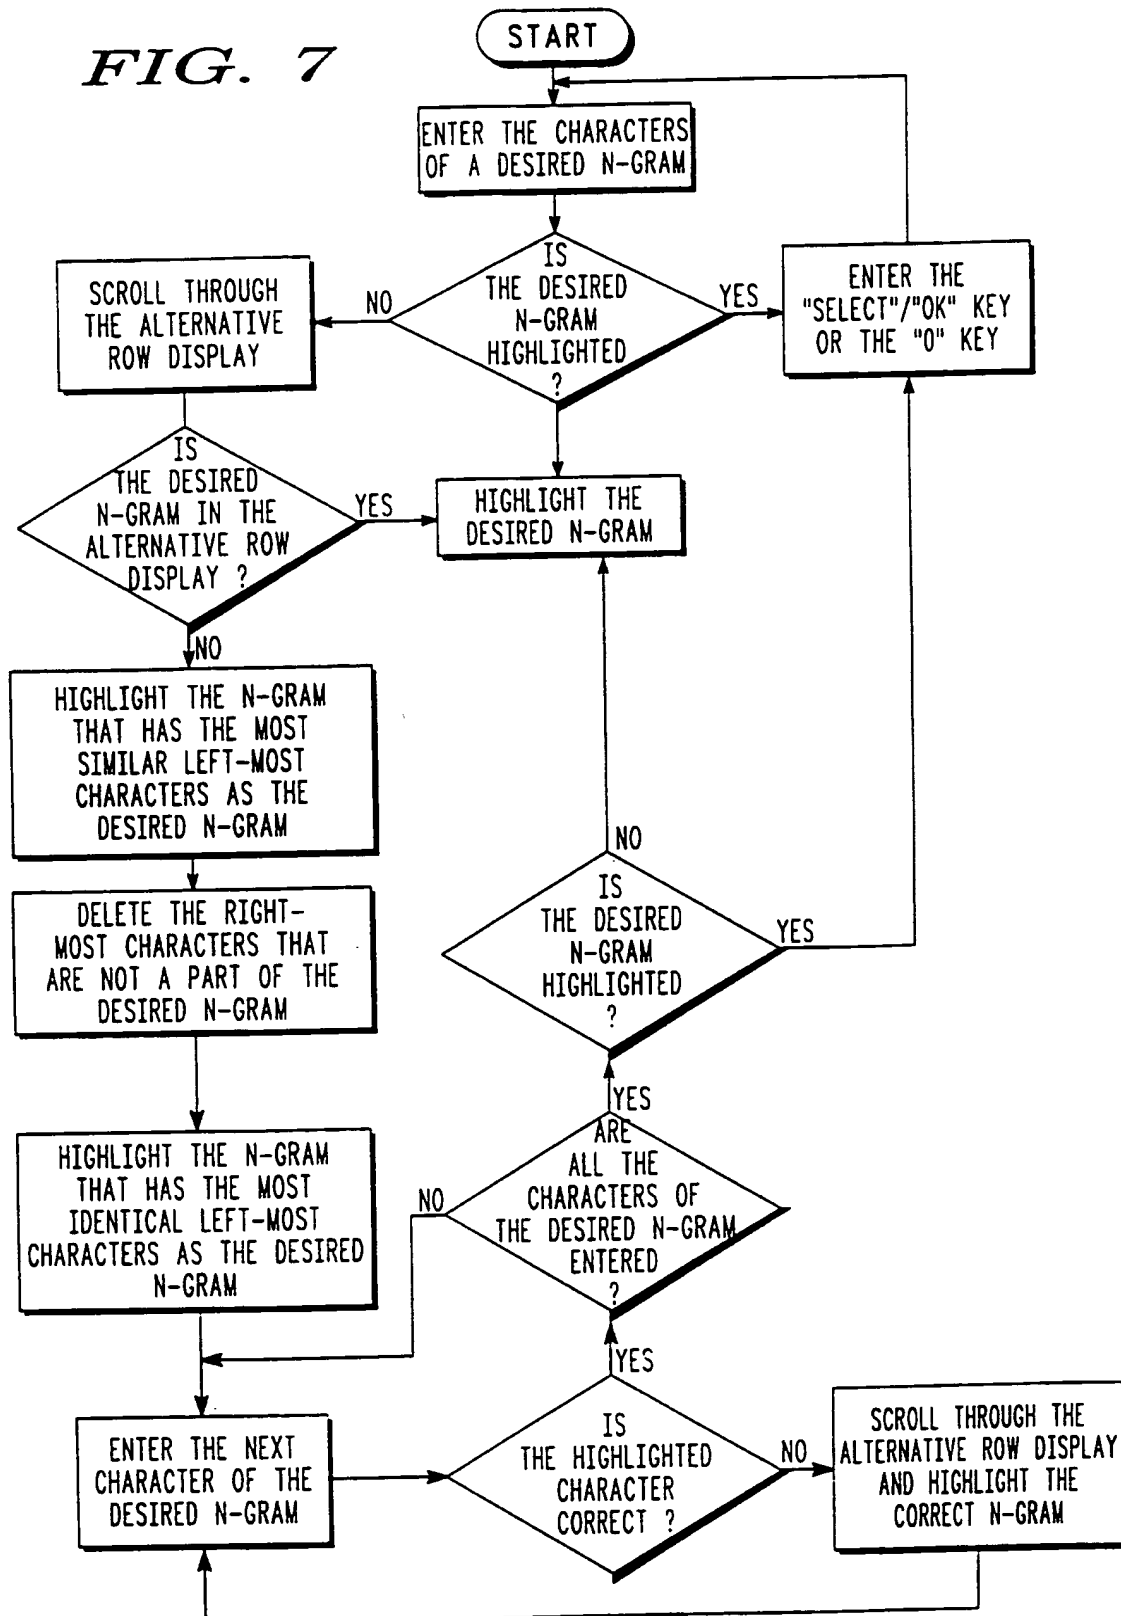 FIG. 7
START
ENTER THE CHARACTERS
OF A DESIRED N-GRAM
IS
THE DESIRED
N-GRAM
HIGHLIGHTED
?
NO
YES
SCROLL THROUGH
THE ALTERNATIVE
ROW DISPLAY
ENTER THE
"SELECT"/"OK" KEY
OR THE "0" KEY
IS
THE DESIRED
N-GRAM IN THE
ALTERNATIVE ROW
DISPLAY ?
YES
NO
HIGHLIGHT THE
DESIRED N-GRAM
HIGHLIGHT THE N-GRAM
THAT HAS THE MOST
SIMILAR LEFT-MOST
CHARACTERS AS THE
DESIRED N-GRAM
DELETE THE RIGHT-
MOST CHARACTERS THAT
ARE NOT A PART OF THE
DESIRED N-GRAM
NO
IS
THE DESIRED
N-GRAM
HIGHLIGHTED
?
YES
HIGHLIGHT THE N-GRAM
THAT HAS THE MOST
IDENTICAL LEFT-MOST
CHARACTERS AS THE DESIRED
N-GRAM
YES
ARE
ALL THE
CHARACTERS OF
THE DESIRED N-GRAM
ENTERED
?
NO
ENTER THE NEXT
CHARACTER OF THE
DESIRED N-GRAM
YES
IS
THE HIGHLIGHTED
CHARACTER
CORRECT ?
NO
SCROLL THROUGH THE
ALTERNATIVE ROW DISPLAY
AND HIGHLIGHT THE
CORRECT N-GRAM